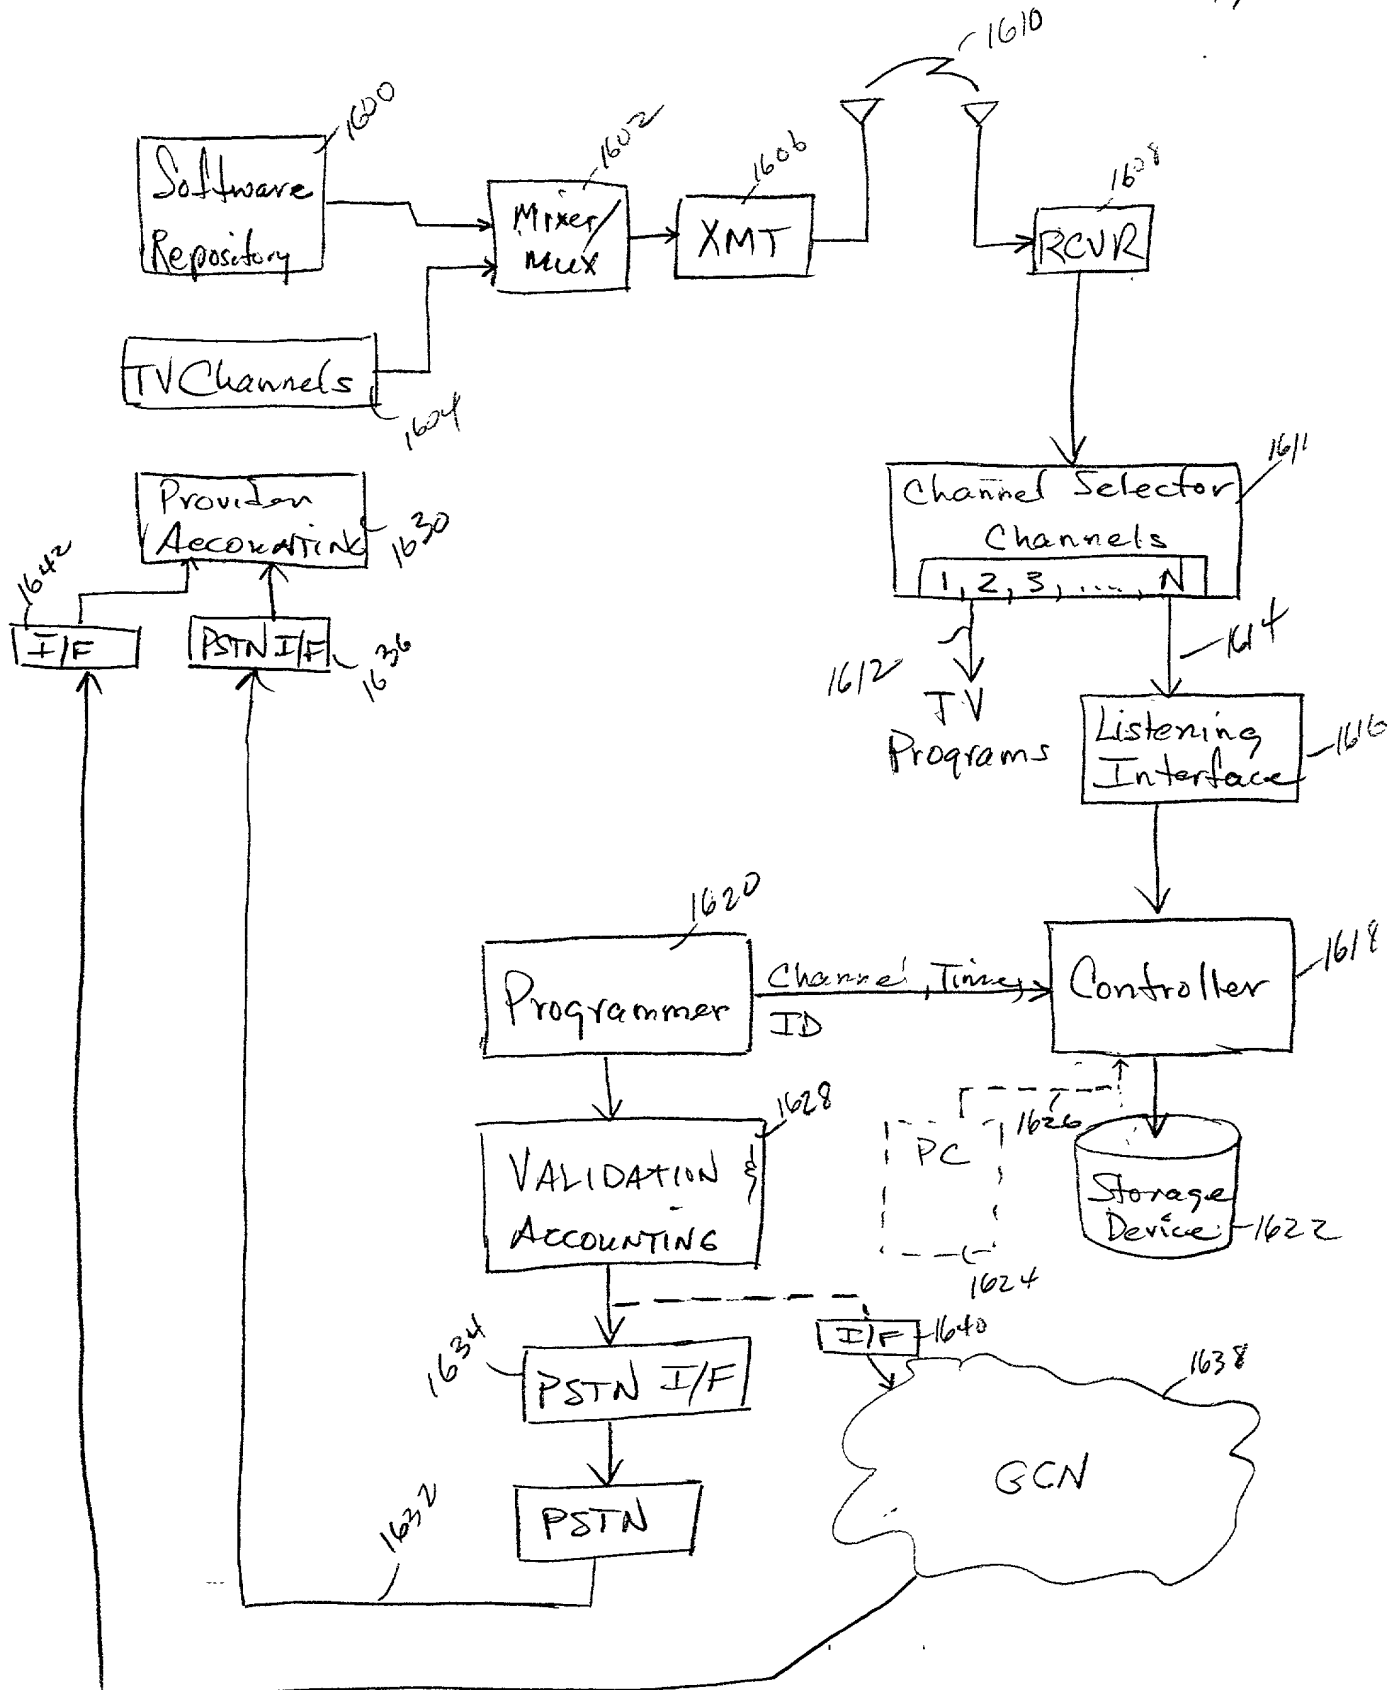 1610
1600
1602
1606
1608
Software
Repository
Mixer/
MUX
XMT
RCVR
TV Channels
1604
1611
Channel Selector
Channels
1, 2, 3, ...., N
Provider
ACCOUNTING
1630
1642
I/F
PSTN I/F
1636
1612
1614
TV
Programs
Listening
Interface
1616
1620
Programmer
Channel, Time,
ID
Controller
1618
1628
VALIDATION &
ACCOUNTING
PC
1626
1624
Storage
Device
1622
1634
PSTN I/F
I/F
1640
1638
GCN
PSTN
1632